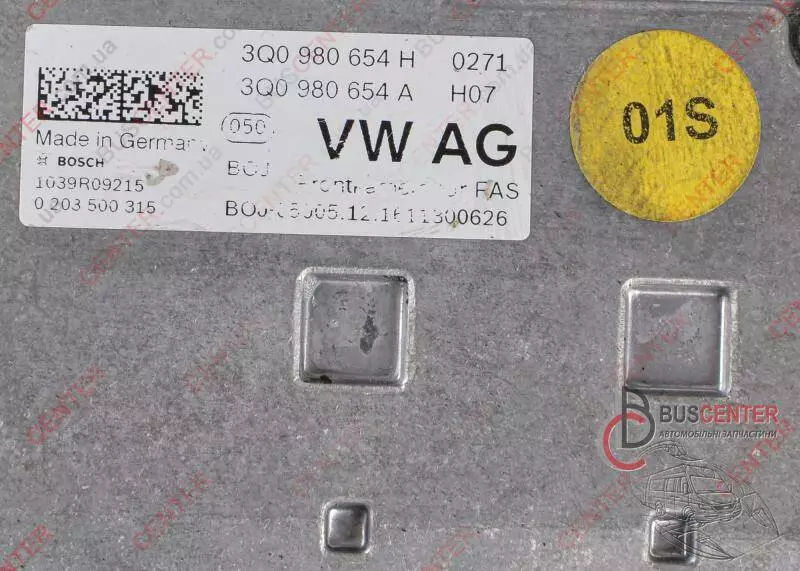 3Q0 980 654 H 0271
3Q0 980 654 A H07
050 VW AG
Made in Germany
BOSCH
1039R09215
0 203 500 315
FAS
01S
BUSCENTER
АВТОМОБІЛЬНІ ЗАПЧАСТИНИ